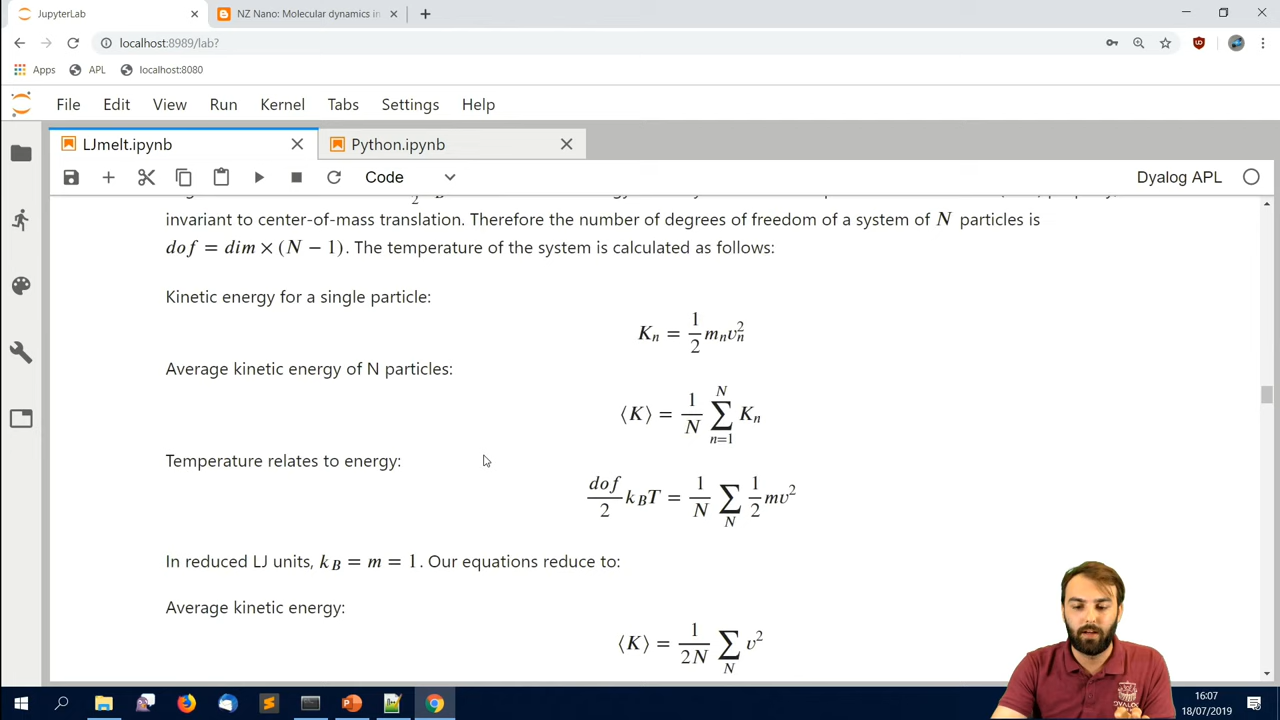 JupyterLab
NZ Nano: Molecular dynamics in
localhost:8989/lab?
Apps
APL
localhost:8080
File Edit View Run Kernel Tabs Settings Help
LJmelt.ipynb
Python.ipynb
Code
Dyalog APL
invariant to center-of-mass translation. Therefore the number of degrees of freedom of a system of N particles is
dof = dim × (N − 1). The temperature of the system is calculated as follows:
Kinetic energy for a single particle:
Kₙ = 1/2 mₙvₙ²
Average kinetic energy of N particles:
⟨K⟩ = 1/N ∑ₙ₌₁ᴺ Kₙ
Temperature relates to energy:
dof/2 k_B T = 1/N ∑_N 1/2 mv²
In reduced LJ units, k_B = m = 1. Our equations reduce to:
Average kinetic energy:
⟨K⟩ = 1/2N ∑_N v²
16:07
18/07/2019